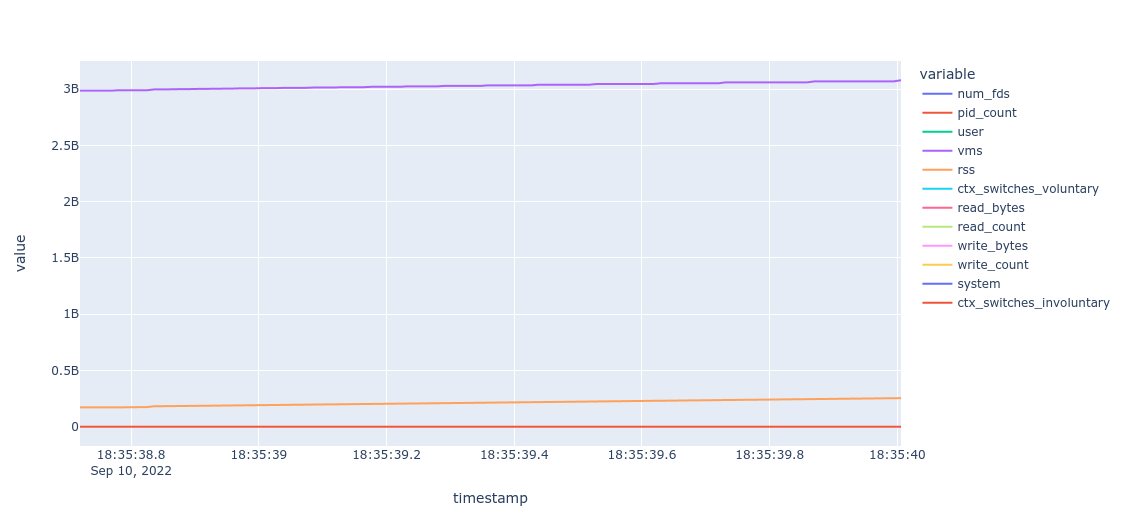 3B
2.5B
2B
1.5B
1B
0.5B
0
value
18:35:38.8
Sep 10, 2022
18:35:39
18:35:39.2
18:35:39.4
18:35:39.6
18:35:39.8
18:35:40
timestamp
variable
num_fds
pid_count
user
vms
rss
ctx_switches_voluntary
read_bytes
read_count
write_bytes
write_count
system
ctx_switches_involuntary